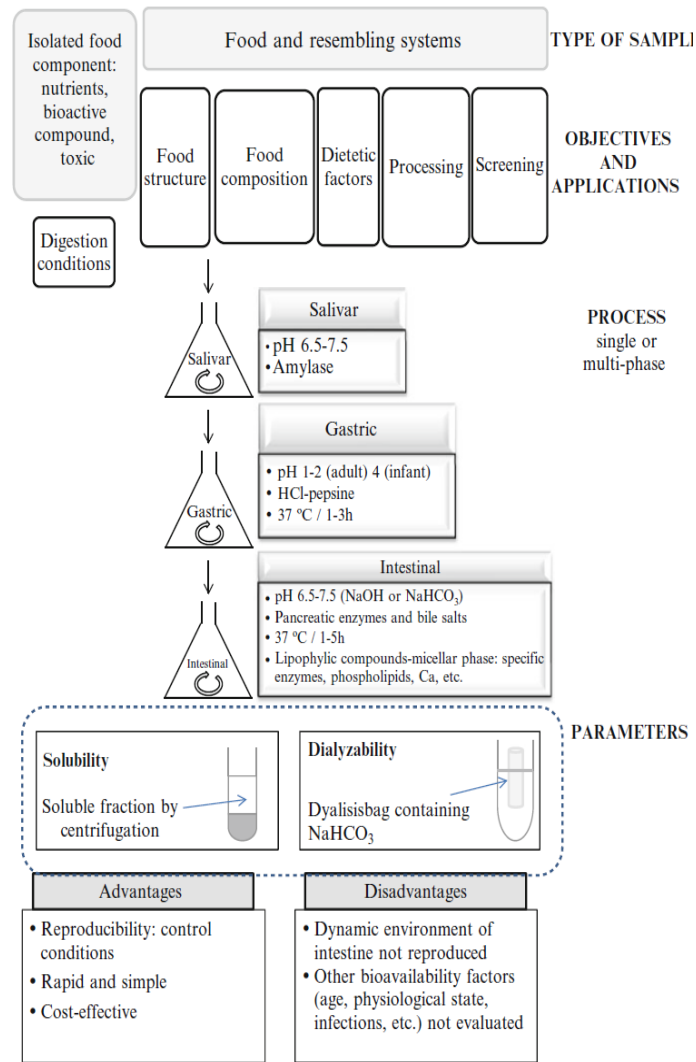 Isolated food
component:
nutrients,
bioactive
compound,
toxic
Food and resembling systems
TYPE OF SAMPLE
Food
structure
Food
composition
Dietetic
factors
Processing
Screening
OBJECTIVES
AND
APPLICATIONS
Digestion
conditions
Salivar
Salivar
• pH 6.5-7.5
• Amylase
PROCESS
single or
multi-phase
Gastric
Gastric
• pH 1-2 (adult) 4 (infant)
• HCl-pepsine
• 37 ºC / 1-3h
Intestinal
Intestinal
• pH 6.5-7.5 (NaOH or NaHCO₃)
• Pancreatic enzymes and bile salts
• 37 ºC / 1-5h
• Lipophylic compounds-micellar phase: specific
enzymes, phospholipids, Ca, etc.
PARAMETERS
Solubility
Soluble fraction by
centrifugation
Dialyzability
Dyalisisbag containing
NaHCO₃
Advantages
• Reproducibility: control
conditions
• Rapid and simple
• Cost-effective
Disadvantages
• Dynamic environment of
intestine not reproduced
• Other bioavailability factors
(age, physiological state,
infections, etc.) not evaluated